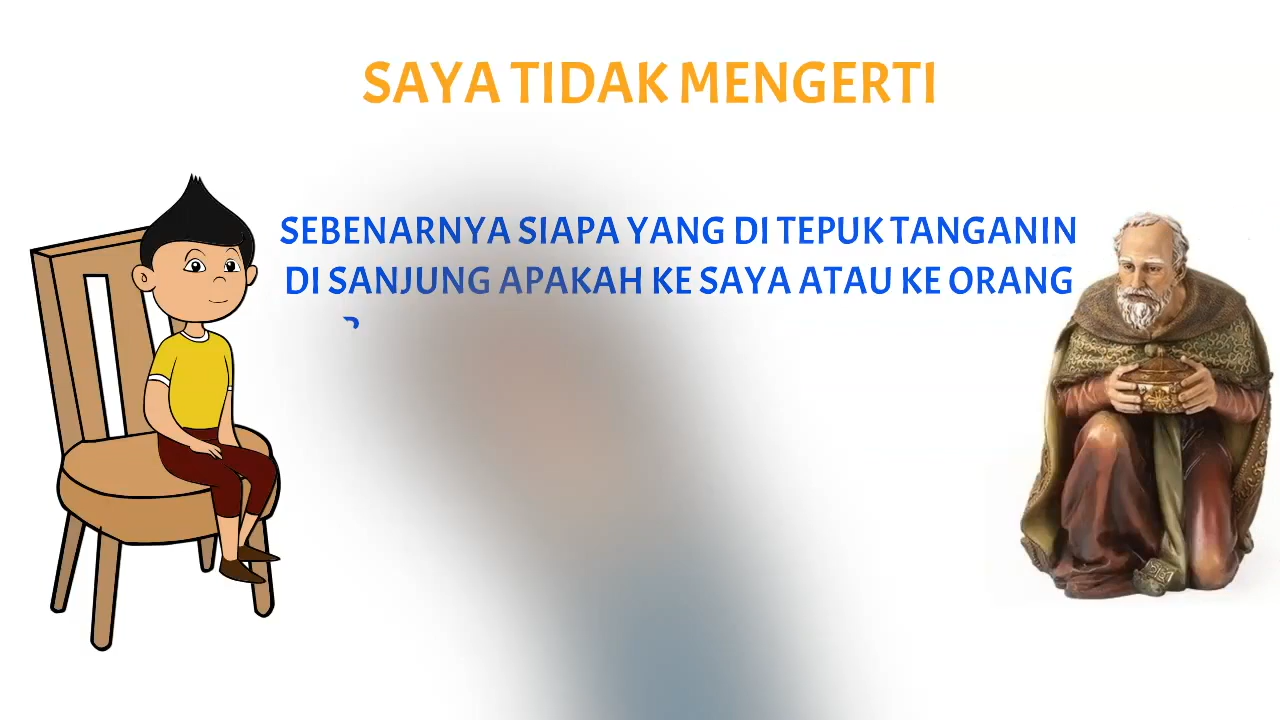 SAYA TIDAK MENGERTI
SEBENARNYA SIAPA YANG DI TEPUK TANGANIN
DI SANJUNG APAKAH KE SAYA ATAU KE ORANG